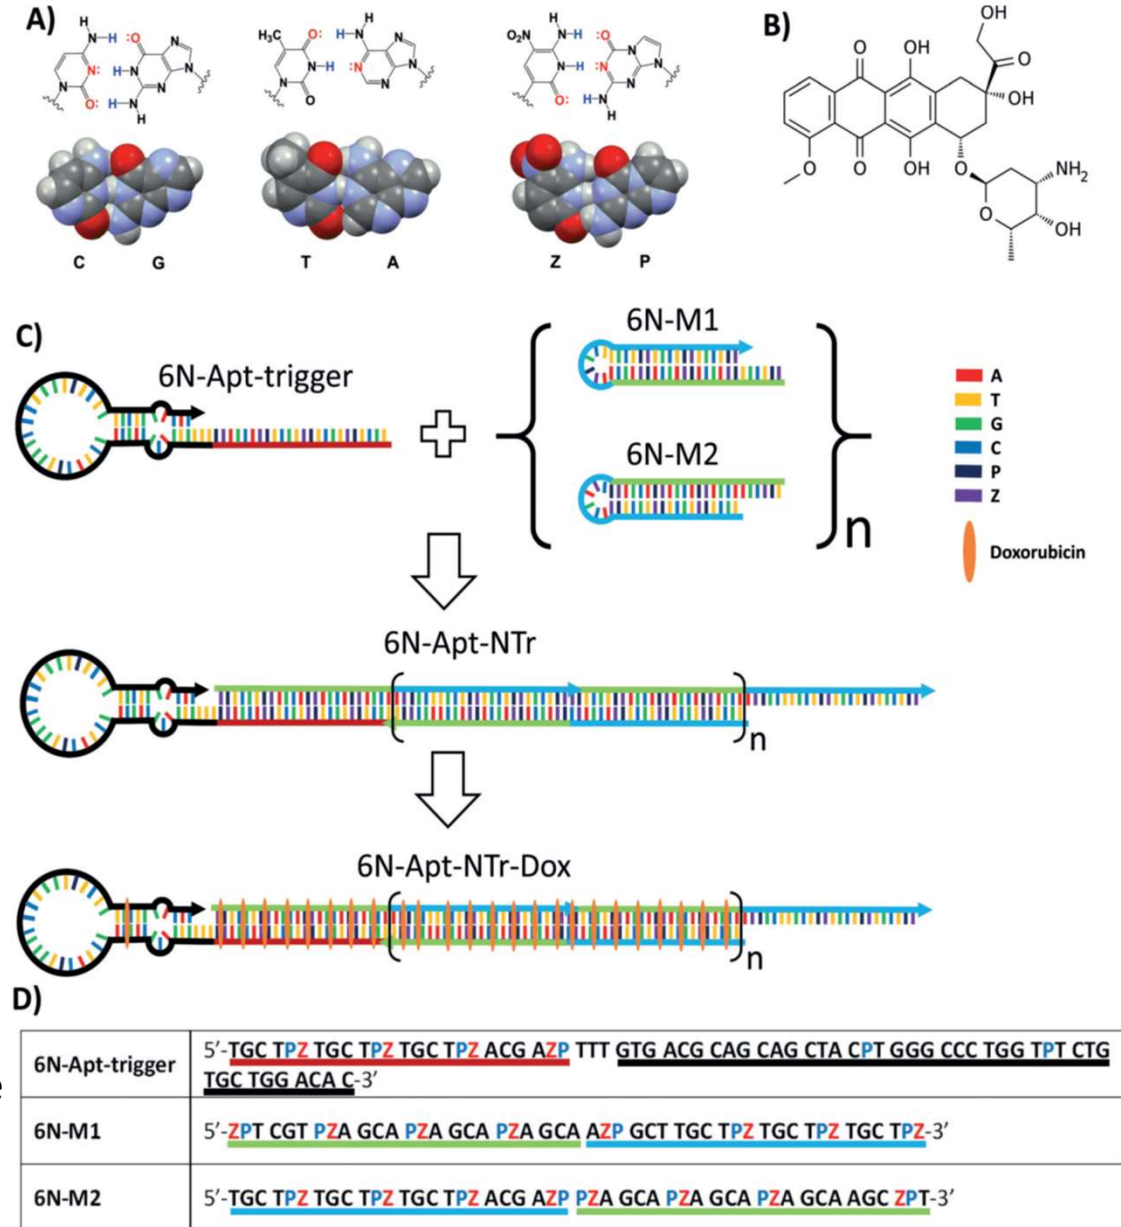 A)
H
N-H :O N
N: H-N N
N O: H-N N
H
H₃C O: H-N H N
N-H :N N
N O N
O₂N N-H :O N
N-H :N N
O: H-N N
H
C G
T A
Z P
B)
OH
O OH O
OH
O O OH O NH₂
O OH
C)
6N-Apt-trigger
6N-M1
6N-M2
n
A
T
G
C
P
Z
Doxorubicin
6N-Apt-NTr
n
6N-Apt-NTr-Dox
n
D)
6N-Apt-trigger
5’-TGC TPZ TGC TPZ TGC TPZ ACG AZP TTT GTG ACG CAG CAG CTA CPT GGG CCC TGG TPT CTG
TGC TGG ACA C-3’
6N-M1
5’-ZPT CGT PZA GCA PZA GCA PZA GCA AZP GCT TGC TPZ TGC TPZ TGC TPZ-3’
6N-M2
5’-TGC TPZ TGC TPZ TGC TPZ ACG AZP PZA GCA PZA GCA PZA GCA AGC ZPT-3’